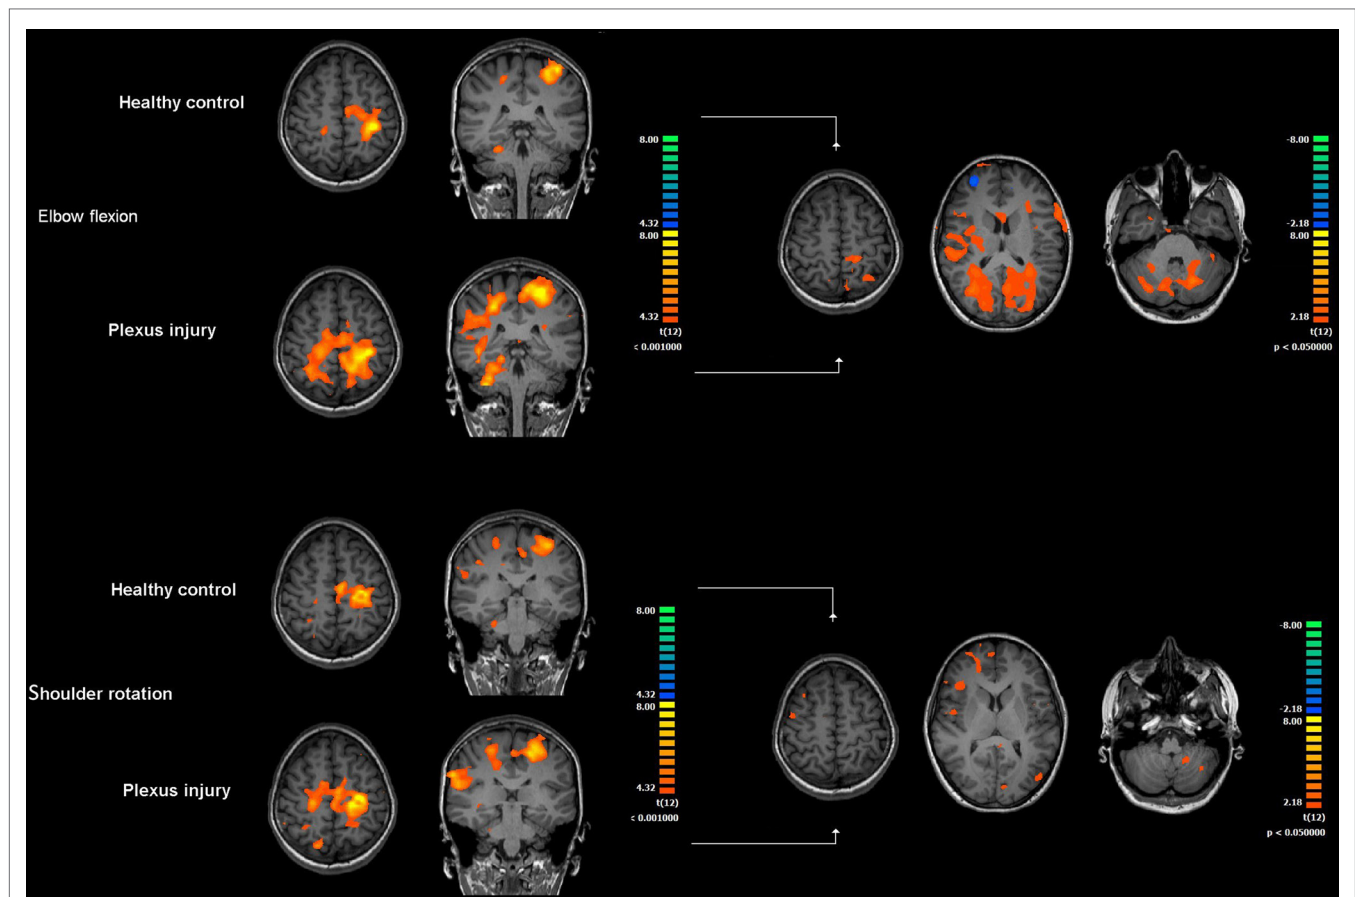 Healthy control
8.00
-8.00
Elbow flexion
4.32
8.00
-2.18
8.00
Plexus injury
4.32
t(12)
< 0.001000
2.18
t(12)
p < 0.050000
Healthy control
8.00
-8.00
Shoulder rotation
4.32
8.00
-2.18
8.00
Plexus injury
4.32
t(12)
< 0.001000
2.18
t(12)
p < 0.050000